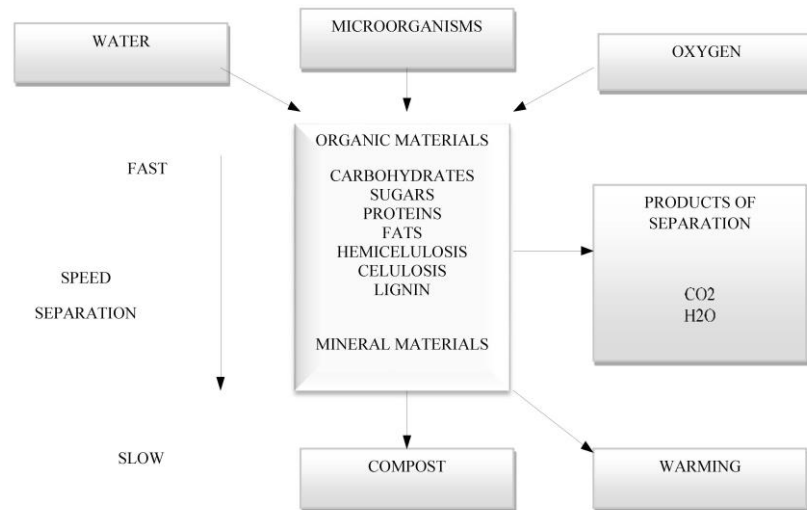 WATER
MICROORGANISMS
OXYGEN
FAST
SPEED
SEPARATION
SLOW
ORGANIC MATERIALS
CARBOHYDRATES
SUGARS
PROTEINS
FATS
HEMICELULOSIS
CELULOSIS
LIGNIN
MINERAL MATERIALS
PRODUCTS OF
SEPARATION
CO2
H2O
COMPOST
WARMING